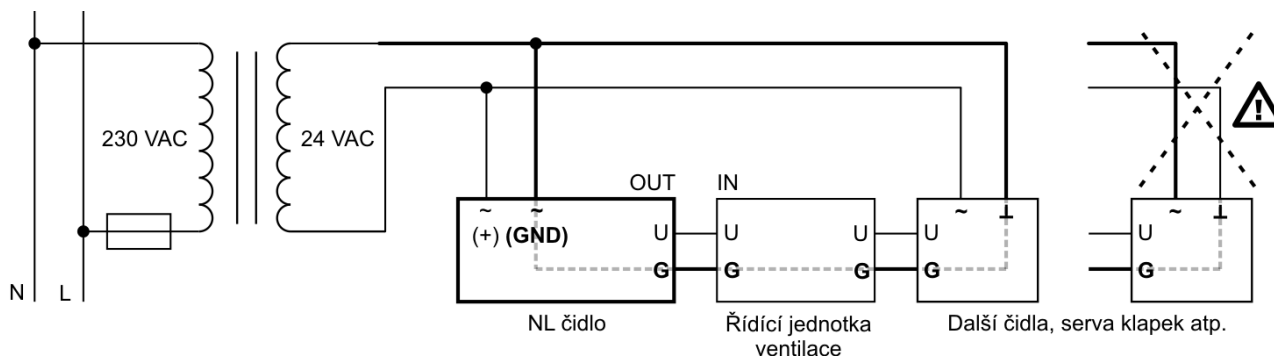 230 VAC
24 VAC
N
L
OUT
IN
~
~
(+) (GND)
U
G
U
G
U
G
~
⊥
U
G
~
⊥
U
G
NL čidlo
Řídící jednotka
ventilace
Další čidla, serva klapek atp.